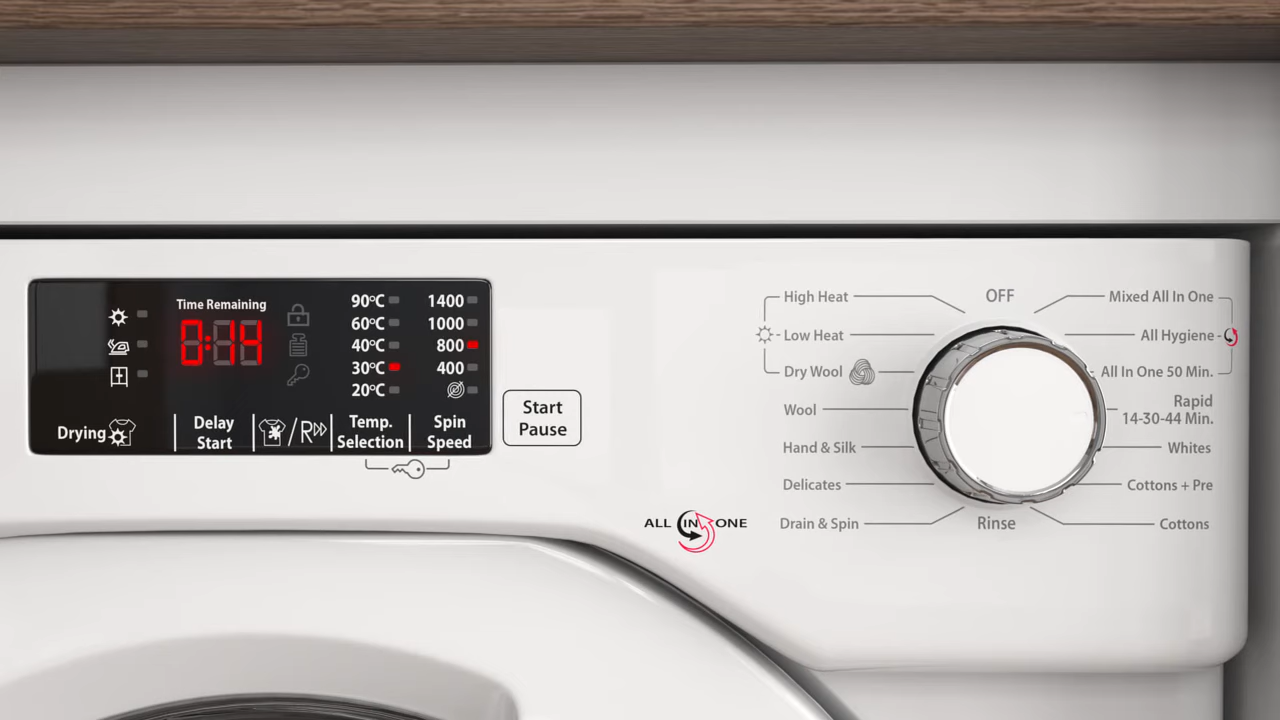 Time Remaining
0:14
90°C
60°C
40°C
30°C
20°C
1400
1000
800
400
Drying
Delay
Start
/R
Temp.
Selection
Spin
Speed
Start
Pause
ALL IN ONE
High Heat
Low Heat
Dry Wool
Wool
Hand & Silk
Delicates
Drain & Spin
OFF
Rinse
Mixed All In One
All Hygiene
All In One 50 Min.
Rapid
14-30-44 Min.
Whites
Cottons + Pre
Cottons